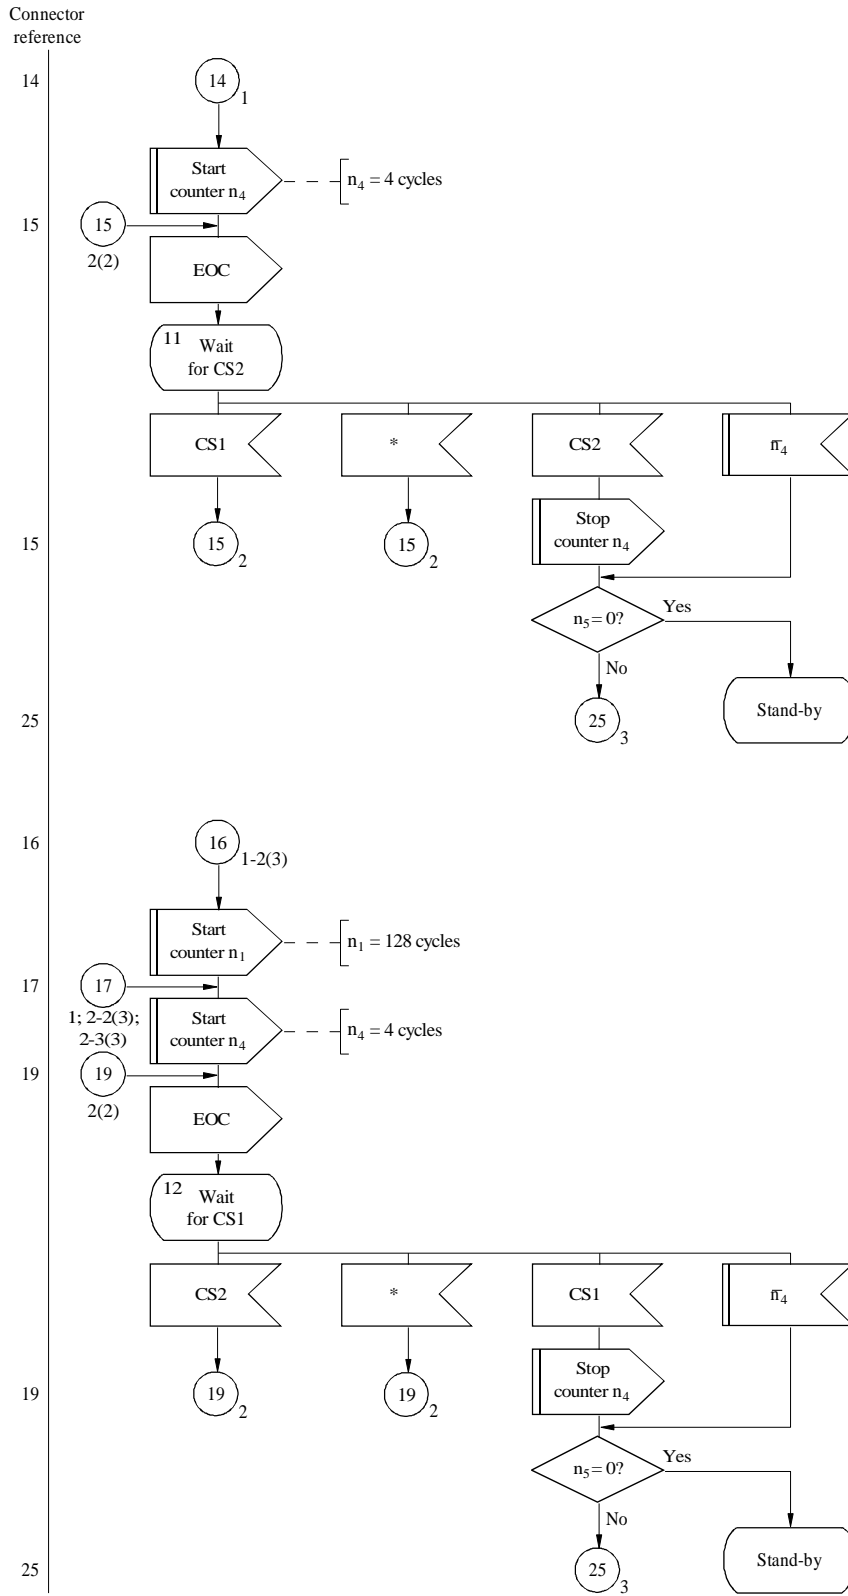 Connector
reference
14
14
1
Start
counter n4
n4 = 4 cycles
15
15
2(2)
EOC
11
Wait
for CS2
CS1
*
CS2
n̅4
15
15
2
15
2
Stop
counter n4
n5 = 0?
Yes
No
25
25
3
Stand-by
16
16
1-2(3)
Start
counter n1
n1 = 128 cycles
17
17
1; 2-2(3);
2-3(3)
Start
counter n4
n4 = 4 cycles
19
19
2(2)
EOC
12
Wait
for CS1
CS2
*
CS1
n̅4
19
19
2
19
2
Stop
counter n4
n5 = 0?
Yes
No
25
25
3
Stand-by